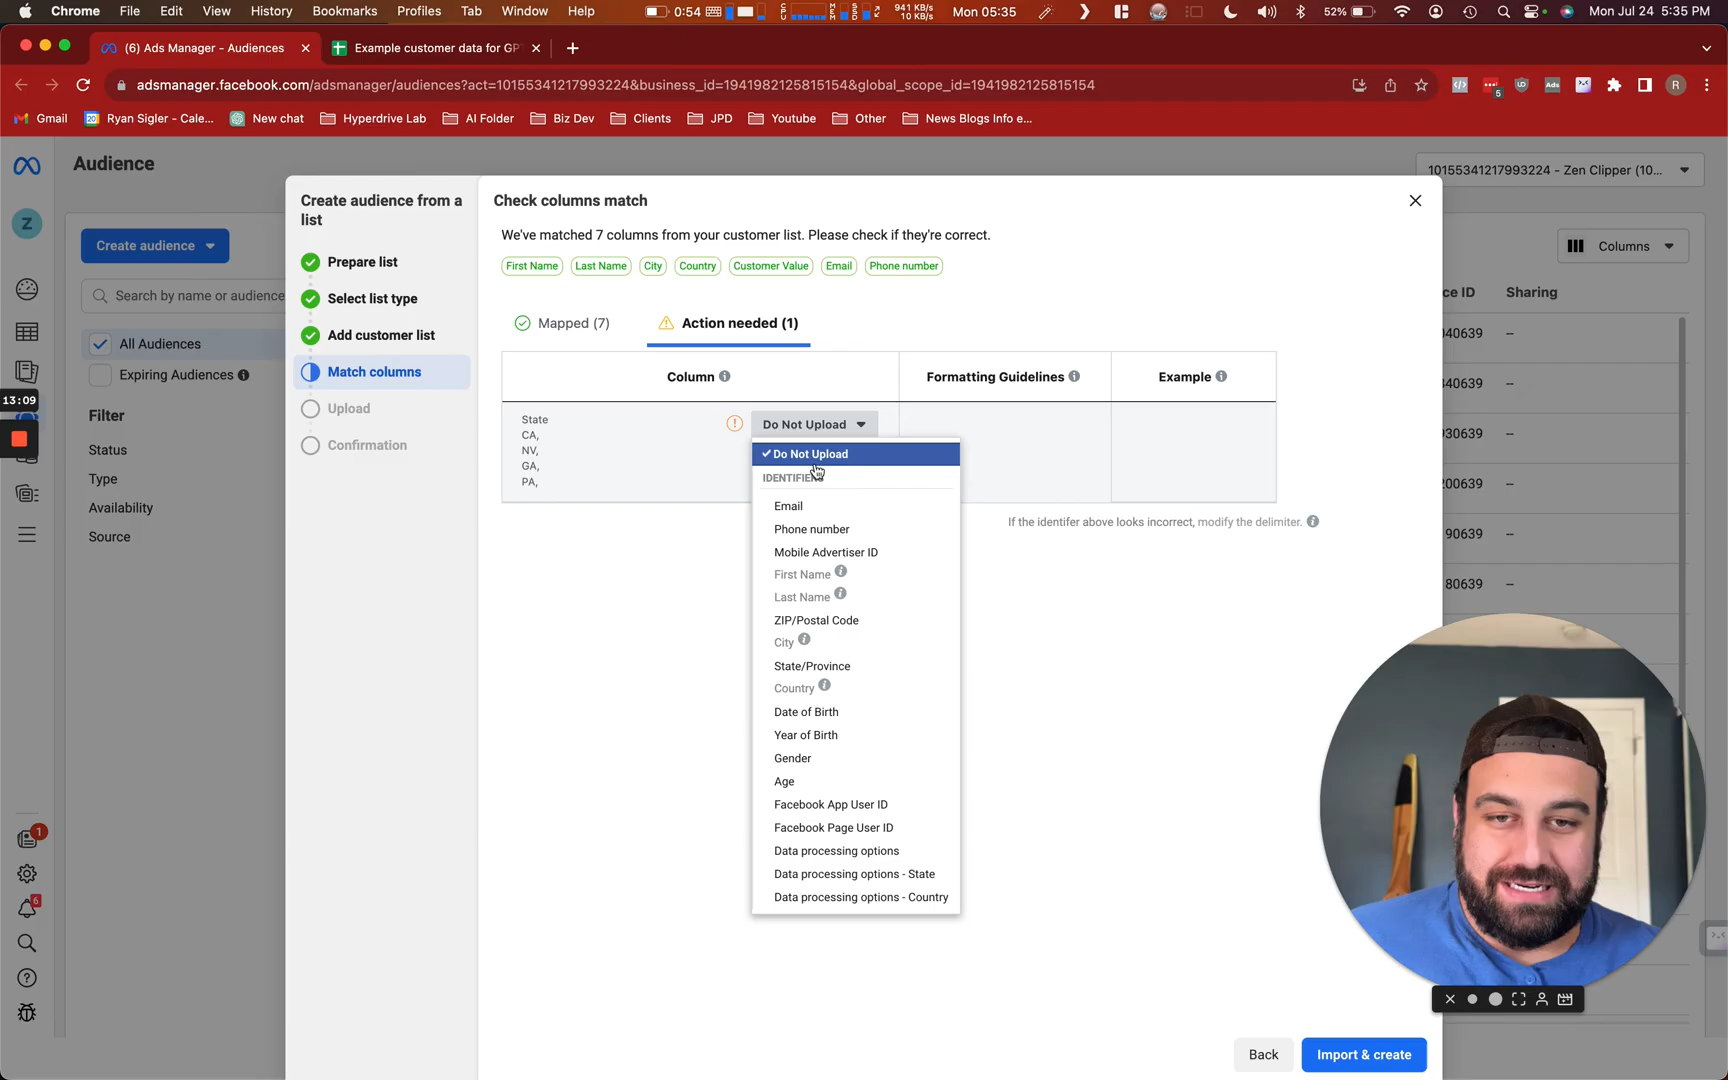 Chrome File Edit View History Bookmarks Profiles Tab Window Help 0:54 941 KB/s 10 KB/s Mon 05:35 52% Mon Jul 24 5:35 PM
(6) Ads Manager - Audiences Example customer data for GP
adsmanager.facebook.com/adsmanager/audiences?act=10155341217993224&business_id=1941982125815154&global_scope_id=1941982125815154
5 Ads R
Gmail 20 Ryan Sigler - Cale... New chat Hyperdrive Lab AI Folder Biz Dev Clients JPD Youtube Other News Blogs Info e...
Audience
10155341217993224 - Zen Clipper (10...
Z
Create audience
Columns
Search by name or audience
ce ID Sharing
All Audiences
Expiring Audiences
13:09
Filter
Status
Type
Availability
Source
040639 --
840639 --
930639 --
200639 --
90639 --
80639 --
1
6
Create audience from a
list
Prepare list
Select list type
Add customer list
Match columns
Upload
Confirmation
Check columns match
We've matched 7 columns from your customer list. Please check if they're correct.
First Name Last Name City Country Customer Value Email Phone number
Mapped (7) Action needed (1)
Column Formatting Guidelines Example
State
CA,
NV,
GA,
PA,
Do Not Upload
✓ Do Not Upload
IDENTIFIERS
Email
Phone number
Mobile Advertiser ID
First Name
Last Name
ZIP/Postal Code
City
State/Province
Country
Date of Birth
Year of Birth
Gender
Age
Facebook App User ID
Facebook Page User ID
Data processing options
Data processing options - State
Data processing options - Country
If the identifer above looks incorrect, modify the delimiter.
Back Import & create